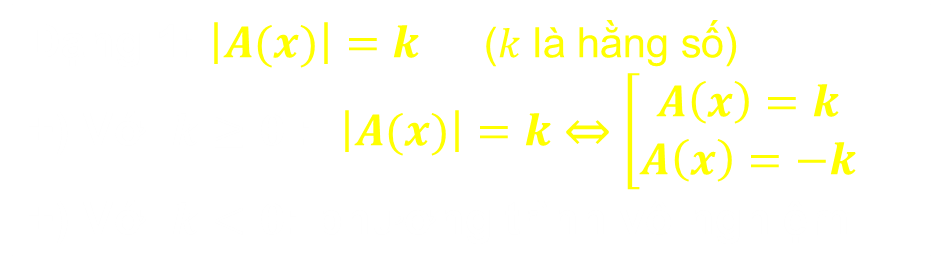 |A(x)| = k (k là hằng số)
|A(x)| = k ⇔ [ A(x) = k
A(x) = −k